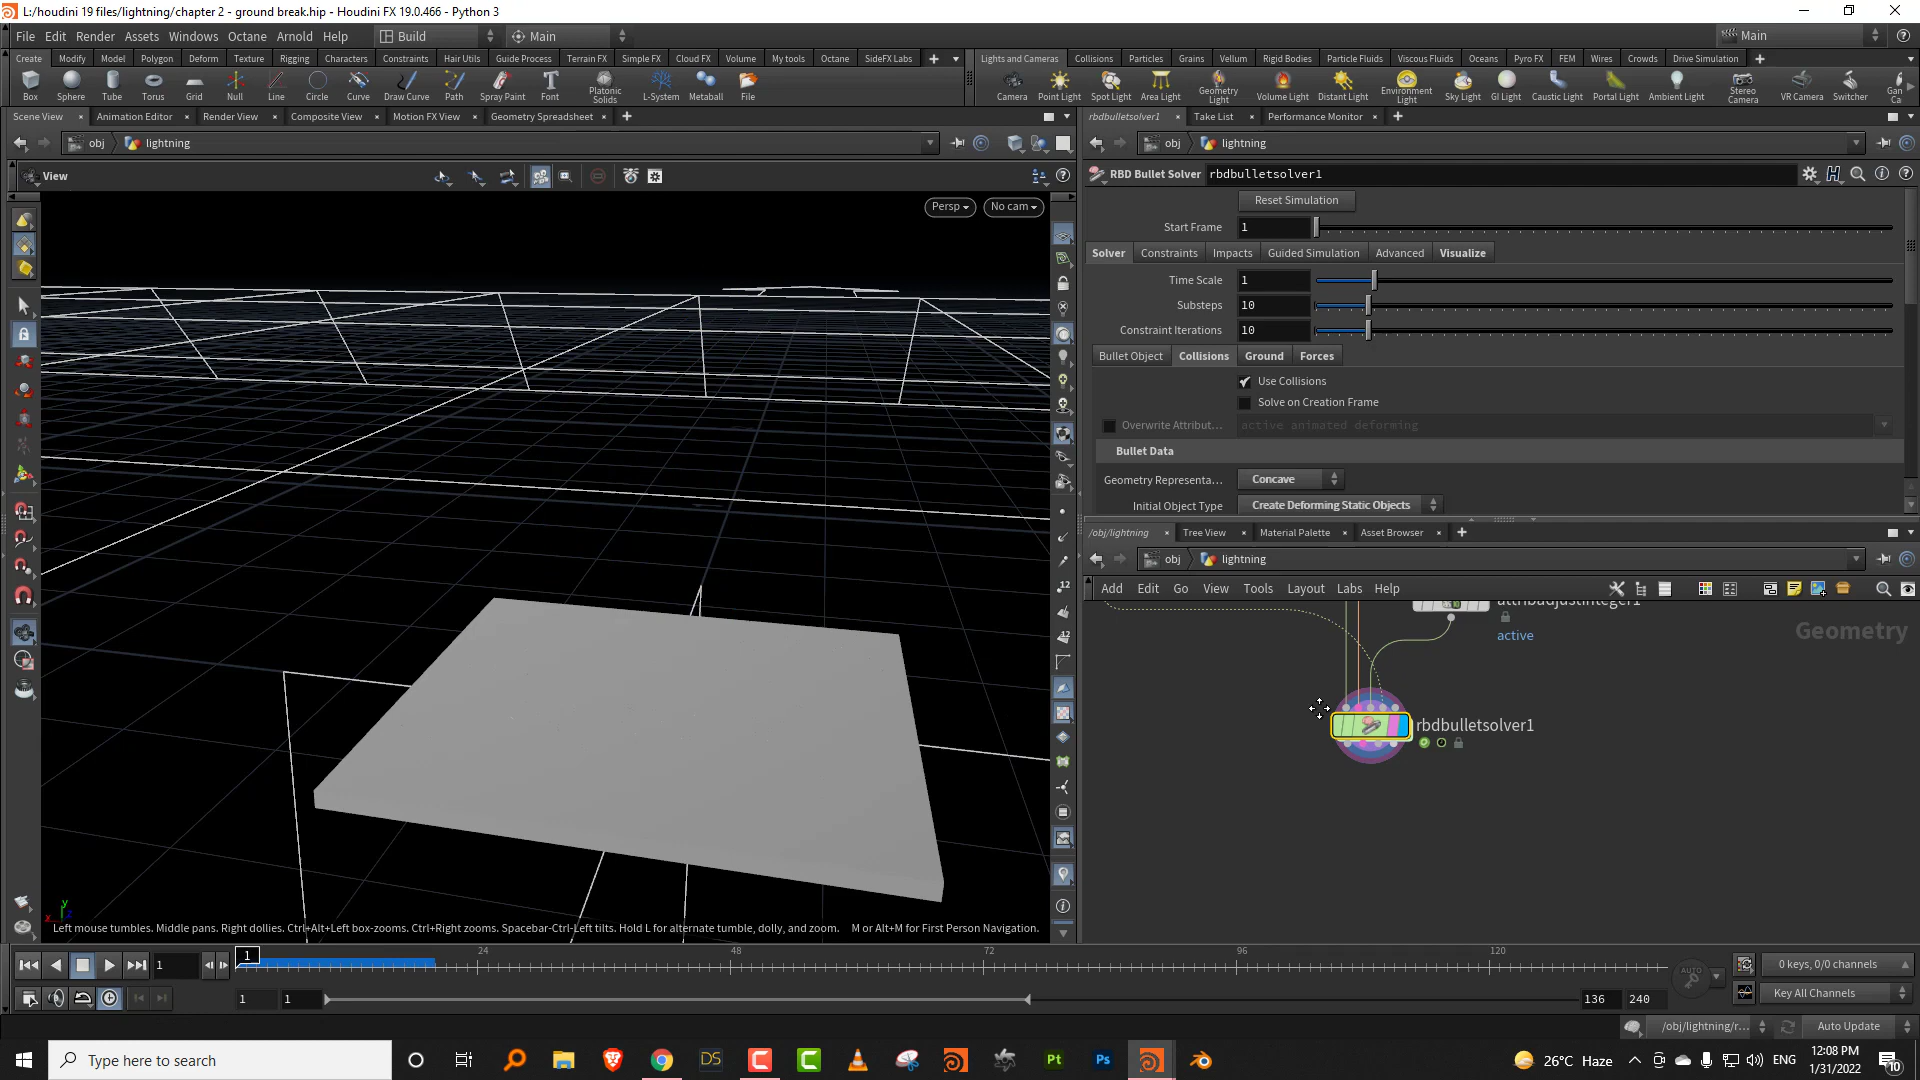 L:/houdini 19 files/lightning/chapter 2 - ground break.hip - Houdini FX 19.0.466 - Python 3
File Edit Render Assets Windows Octane Arnold Help Build Main Main
Create Modify Model Polygon Deform Texture Rigging Characters Constraints Hair Utils Guide Process Terrain FX Simple FX Cloud FX Volume My tools Octane SideFX Labs
Lights and Cameras Collisions Particles Grains Vellum Rigid Bodies Particle Fluids Viscous Fluids Oceans Pyro FX FEM Wires Crowds Drive Simulation
Box Sphere Tube Torus Grid Null Line Circle Curve Draw Curve Path Spray Paint Font Platonic Solids L-System Metaball File
Camera Point Light Spot Light Area Light Geometry Light Volume Light Distant Light Environment Light Sky Light GI Light Caustic Light Portal Light Ambient Light Stereo Camera VR Camera Switcher Gan Ca
Scene View Animation Editor Render View Composite View Motion FX View Geometry Spreadsheet
rbdbulletsolver1 Take List Performance Monitor
obj lightning
obj lightning
View
RBD Bullet Solver rbdbulletsolver1
Persp No cam
Reset Simulation
Start Frame 1
Solver Constraints Impacts Guided Simulation Advanced Visualize
Time Scale 1
Substeps 10
Constraint Iterations 10
Bullet Object Collisions Ground Forces
Use Collisions
Solve on Creation Frame
Overwrite Attribut... active animated deforming
Bullet Data
Geometry Representa... Concave
Initial Object Type Create Deforming Static Objects
/obj/lightning Tree View Material Palette Asset Browser
obj lightning
Add Edit Go View Tools Layout Labs Help
attribadjustinteger1
active
Geometry
rbdbulletsolver1
Left mouse tumbles. Middle pans. Right dollies. Ctrl+Alt+Left box-zooms. Ctrl+Right zooms. Spacebar-Ctrl-Left tilts. Hold L for alternate tumble, dolly, and zoom. M or Alt+M for First Person Navigation.
1 1 24 48 72 96 120
0 keys, 0/0 channels
AUTO
1 1 136 240
Key All Channels
/obj/lightning/r... Auto Update
Type here to search
26°C Haze ENG
12:08 PM
1/31/2022
10